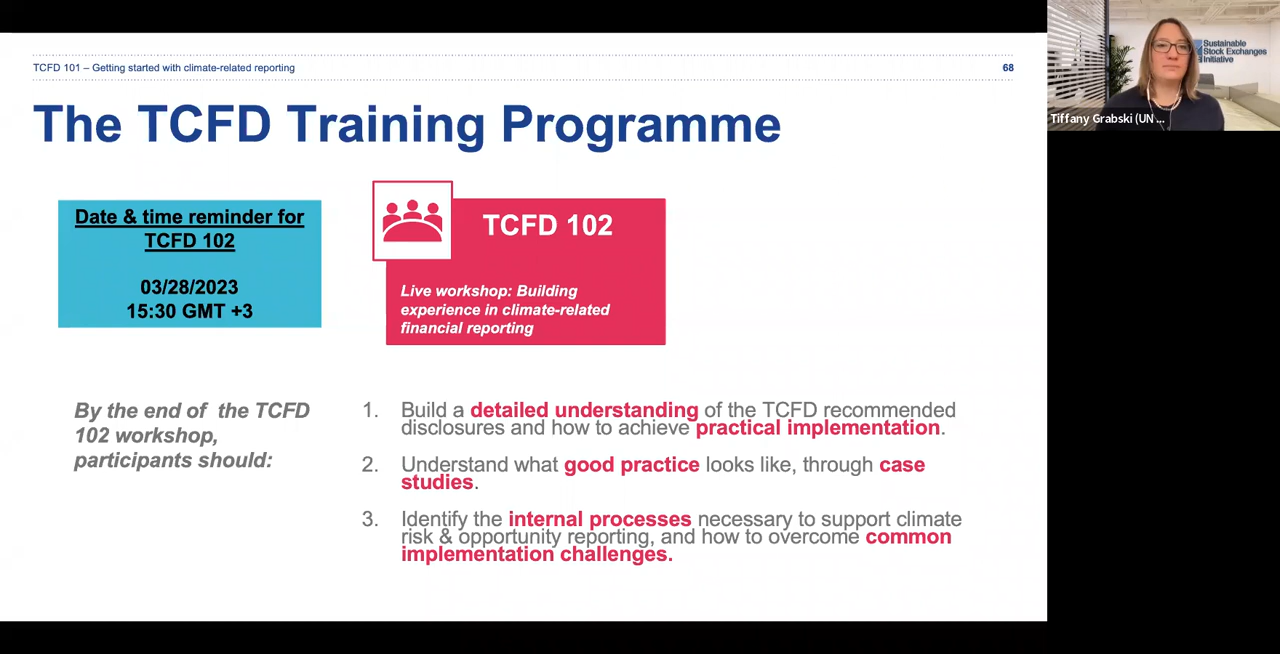 TCFD 101 – Getting started with climate-related reporting
68
The TCFD Training Programme
Date & time reminder for
TCFD 102
03/28/2023
15:30 GMT +3
TCFD 102
Live workshop: Building
experience in climate-related
financial reporting
By the end of the TCFD
102 workshop,
participants should:
1. Build a detailed understanding of the TCFD recommended
disclosures and how to achieve practical implementation.
2. Understand what good practice looks like, through case
studies.
3. Identify the internal processes necessary to support climate
risk & opportunity reporting, and how to overcome common
implementation challenges.
Sustainable
Stock Exchanges
Initiative
Tiffany Grabski (UN ...